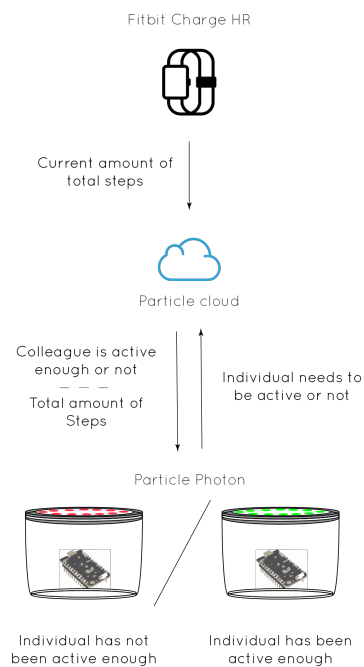 Fitbit Charge HR
Current amount of
total steps
Particle cloud
Colleague is active
enough or not
Total amount of
Steps
Individual needs to
be active or not
Particle Photon
Individual has not
been active enough
Individual has been
active enough